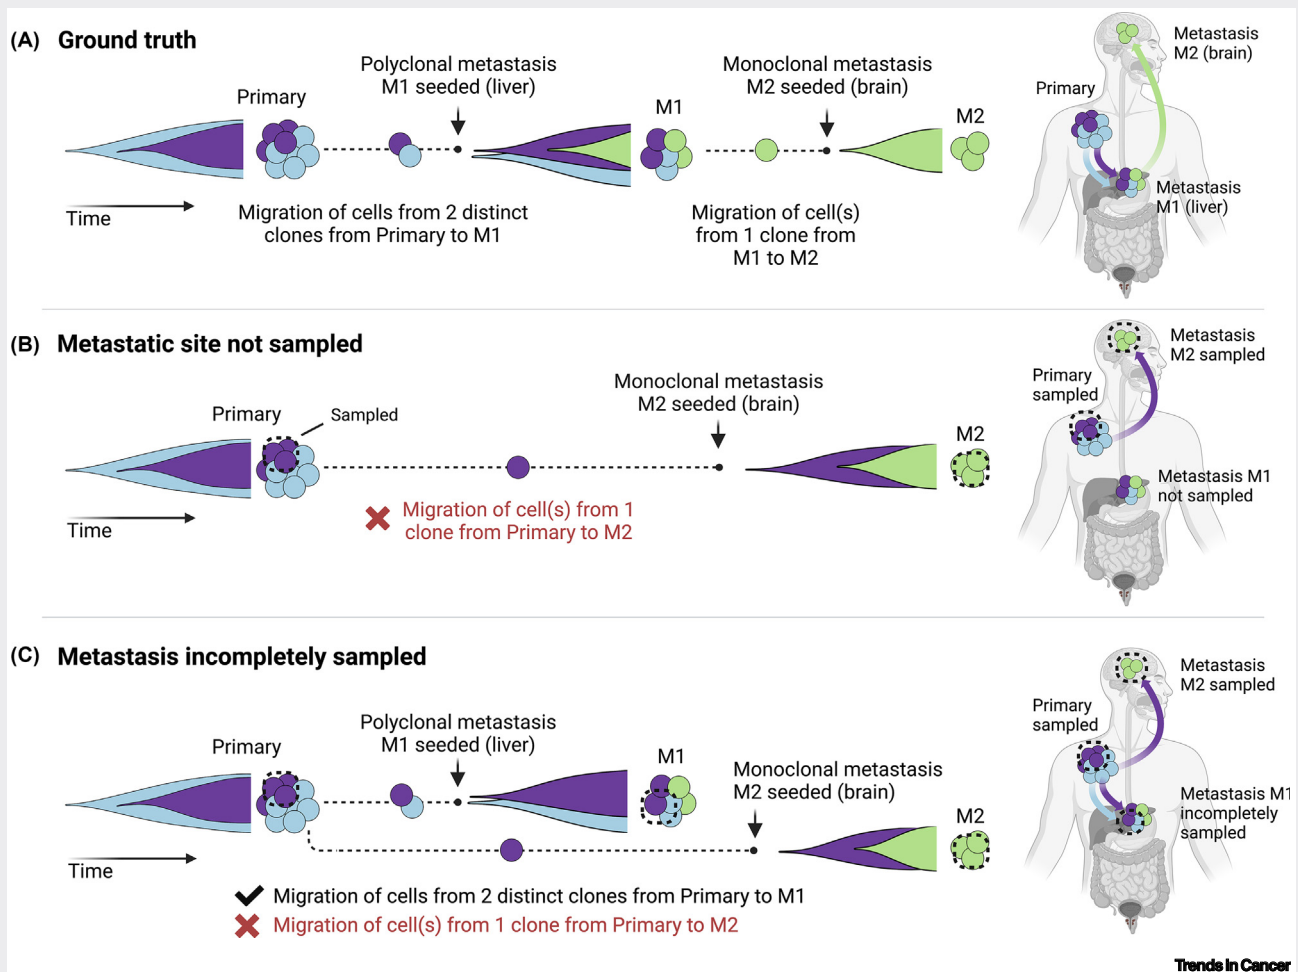 (A) Ground truth
Primary
Polyclonal metastasis
M1 seeded (liver)
M1
Monoclonal metastasis
M2 seeded (brain)
M2
Time
Migration of cells from 2 distinct
clones from Primary to M1
Migration of cell(s)
from 1 clone from
M1 to M2
Metastasis
M2 (brain)
Primary
Metastasis
M1 (liver)
(B) Metastatic site not sampled
Primary
Sampled
Monoclonal metastasis
M2 seeded (brain)
M2
Time
Migration of cell(s) from 1
clone from Primary to M2
Metastasis
M2 sampled
Primary
sampled
Metastasis M1
not sampled
(C) Metastasis incompletely sampled
Primary
Polyclonal metastasis
M1 seeded (liver)
M1
Monoclonal metastasis
M2 seeded (brain)
M2
Time
Migration of cells from 2 distinct clones from Primary to M1
Migration of cell(s) from 1 clone from Primary to M2
Metastasis
M2 sampled
Primary
sampled
Metastasis M1
incompletely
sampled
Trends in Cancer